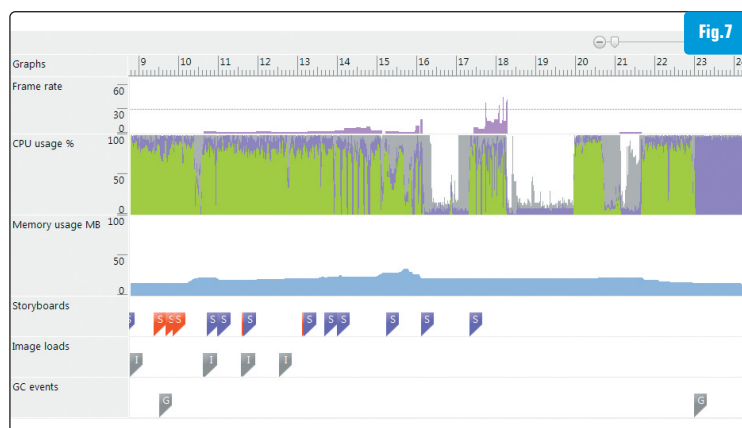 Fig.7
Graphs 9 10 11 12 13 14 15 16 17 18 19 20 21 22 23 24
Frame rate 60
30
0
CPU usage % 100
50
0
Memory usage MB 100
50
0
Storyboards
S S S S S S S S S S S S S
Image loads
I I I I
GC events
G G